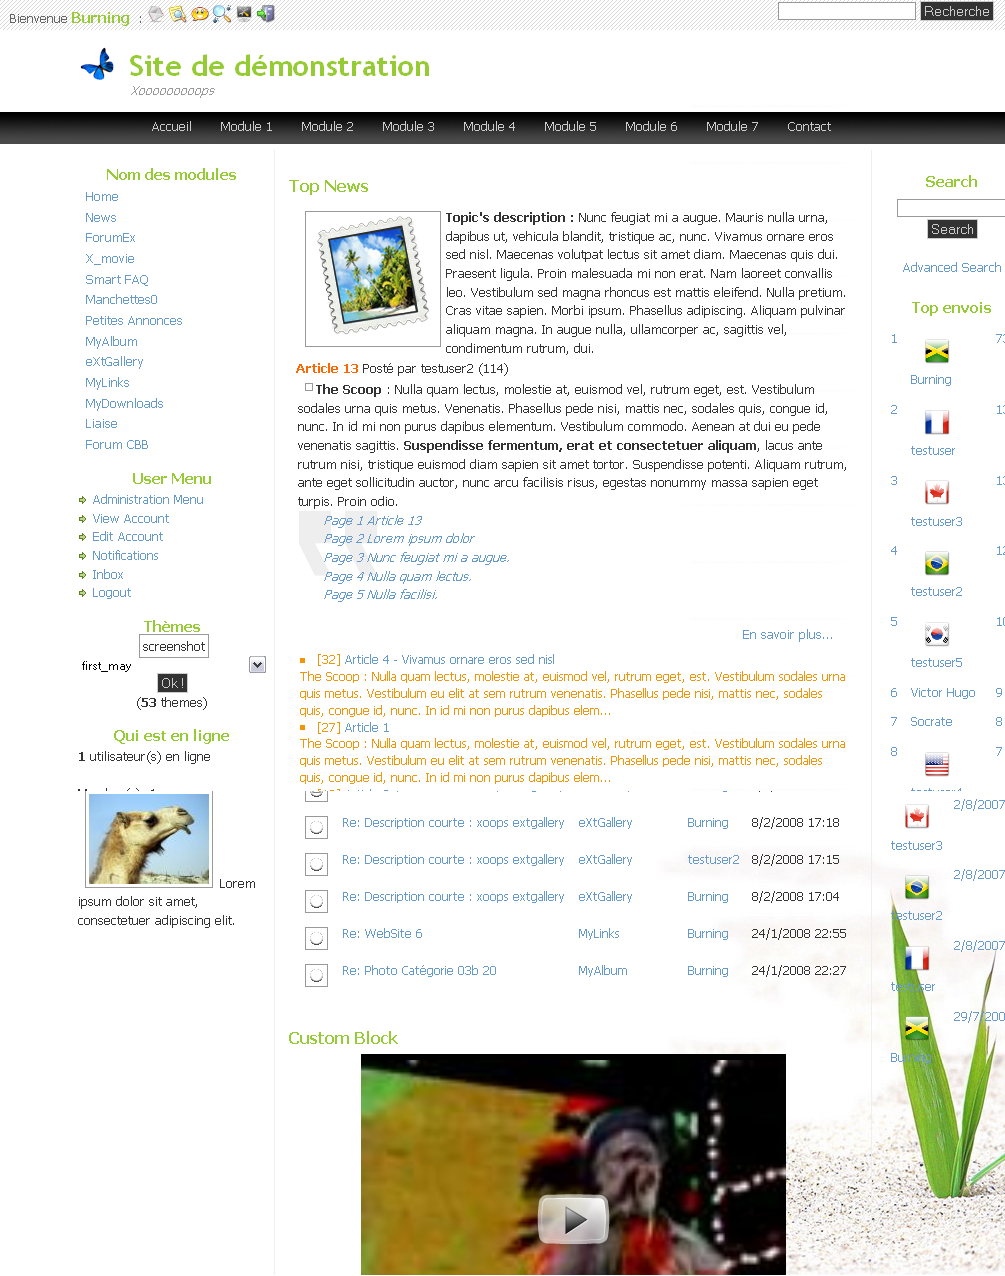 Bienvenue Burning :
Recherche
Site de démonstration
Xooooooooops
Accueil Module 1 Module 2 Module 3 Module 4 Module 5 Module 6 Module 7 Contact
Nom des modules
Home
News
ForumEx
X_movie
Smart FAQ
Manchettes0
Petites Annonces
MyAlbum
eXtGallery
MyLinks
MyDownloads
Liaise
Forum CBB
User Menu
Administration Menu
View Account
Edit Account
Notifications
Inbox
Logout
Thèmes
screenshot
first_may
Ok !
(53 themes)
Qui est en ligne
1 utilisateur(s) en ligne
Lorem
ipsum dolor sit amet,
consectetuer adipiscing elit.
Top News
Topic's description : Nunc feugiat mi a augue. Mauris nulla urna,
dapibus ut, vehicula blandit, tristique ac, nunc. Vivamus ornare eros
sed nisl. Maecenas volutpat lectus sit amet diam. Maecenas quis dui.
Praesent ligula. Proin malesuada mi non erat. Nam laoreet convallis
leo. Vestibulum sed magna rhoncus est mattis eleifend. Nulla pretium.
Cras vitae sapien. Morbi ipsum. Phasellus adipiscing. Aliquam pulvinar
aliquam magna. In augue nulla, ullamcorper ac, sagittis vel,
condimentum rutrum, dui.
Article 13 Posté par testuser2 (114)
The Scoop : Nulla quam lectus, molestie at, euismod vel, rutrum eget, est. Vestibulum
sodales urna quis metus. Venenatis. Phasellus pede nisi, mattis nec, sodales quis, congue id,
nunc. In id mi non purus dapibus elementum. Vestibulum commodo. Aenean at dui eu pede
venenatis sagittis. Suspendisse fermentum, erat et consectetuer aliquam, lacus ante
rutrum nisi, tristique euismod diam sapien sit amet tortor. Suspendisse potenti. Aliquam rutrum,
ante eget sollicitudin auctor, nunc arcu facilisis risus, egestas nonummy massa sapien eget
turpis. Proin odio.
Page 1 Article 13
Page 2 Lorem ipsum dolor
Page 3 Nunc feugiat mi a augue.
Page 4 Nulla quam lectus.
Page 5 Nulla facilisi.
En savoir plus...
[32] Article 4 - Vivamus ornare eros sed nisl
The Scoop : Nulla quam lectus, molestie at, euismod vel, rutrum eget, est. Vestibulum sodales urna
quis metus. Vestibulum eu elit at sem rutrum venenatis. Phasellus pede nisi, mattis nec, sodales
quis, congue id, nunc. In id mi non purus dapibus elem...
[27] Article 1
The Scoop : Nulla quam lectus, molestie at, euismod vel, rutrum eget, est. Vestibulum sodales urna
quis metus. Vestibulum eu elit at sem rutrum venenatis. Phasellus pede nisi, mattis nec, sodales
quis, congue id, nunc. In id mi non purus dapibus elem...
Re: Description courte : xoops extgallery eXtGallery Burning 8/2/2008 17:18
Re: Description courte : xoops extgallery eXtGallery testuser2 8/2/2008 17:15
Re: Description courte : xoops extgallery eXtGallery Burning 8/2/2008 17:04
Re: WebSite 6 MyLinks Burning 24/1/2008 22:55
Re: Photo Catégorie 03b 20 MyAlbum Burning 24/1/2008 22:27
Custom Block
Search
Search
Advanced Search
Top envois
1
Burning
2
testuser
3
testuser3
4
testuser2
5
testuser5
6 Victor Hugo 9
7 Socrate 8
8 7
2/8/2007
testuser3
2/8/2007
testuser2
2/8/2007
testuser
Burning